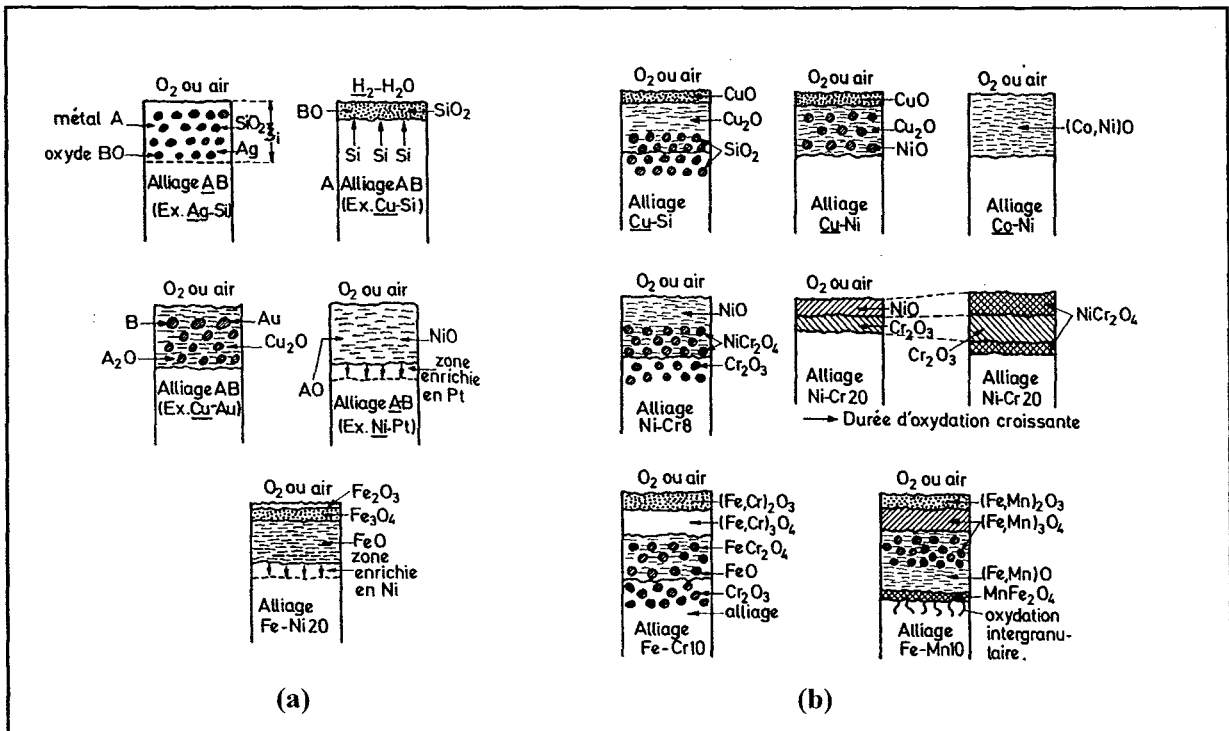 O₂ ou air
métal A
oxyde BO
SiO₂
Si
Ag
Alliage AB
(Ex. Ag-Si)
H₂-H₂O
BO
SiO₂
Si Si Si
A Alliage AB
(Ex. Cu-Si)
O₂ ou air
B
A₂O
Au
Cu₂O
Alliage AB
(Ex. Cu-Au)
O₂ ou air
NiO
AO
zone
enrichie
en Pt
Alliage A-B
(Ex. Ni-Pt)
O₂ ou air
Fe₂O₃
Fe₃O₄
FeO
zone
enrichie
en Ni
Alliage
Fe-Ni20
(a)
O₂ ou air
CuO
Cu₂O
SiO₂
Alliage
Cu-Si
O₂ ou air
CuO
Cu₂O
NiO
Alliage
Cu-Ni
O₂ ou air
(Co,Ni)O
Alliage
Co-Ni
O₂ ou air
NiO
NiCr₂O₄
Cr₂O₃
Alliage
Ni-Cr8
O₂ ou air
NiO
Cr₂O₃
Alliage
Ni-Cr20
O₂ ou air
NiCr₂O₄
Cr₂O₃
Alliage
Ni-Cr20
Durée d'oxydation croissante
O₂ ou air
(Fe,Cr)₂O₃
(Fe,Cr)₃O₄
FeCr₂O₄
FeO
Cr₂O₃
alliage
Alliage
Fe-Cr10
O₂ ou air
(Fe,Mn)₂O₃
(Fe,Mn)₃O₄
(Fe,Mn)O
MnFe₂O₄
oxydation
intergranu-
laire.
Alliage
Fe-Mn10
(b)